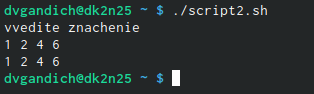 dvgandich@dk2n25 ~ $ ./script2.sh
vvedite znachenie
1 2 4 6
1 2 4 6
dvgandich@dk2n25 ~ $